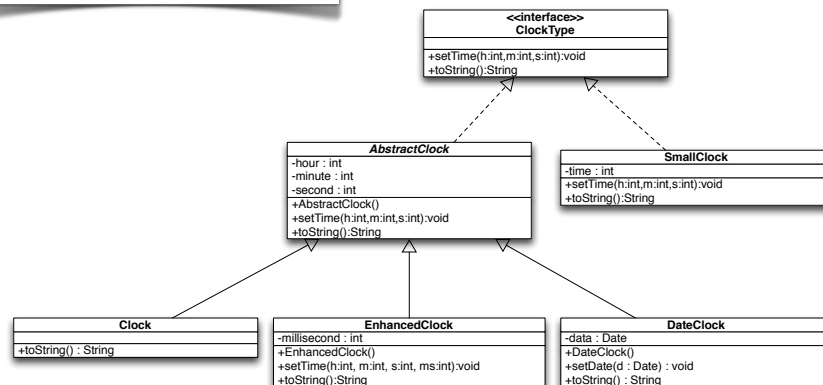 <<interface>>
ClockType
+setTime(h:int,m:int,s:int):void
+toString():String
AbstractClock
-hour : int
-minute : int
-second : int
+AbstractClock()
+setTime(h:int,m:int,s:int):void
+toString():String
SmallClock
-time : int
+setTime(h:int,m:int,s:int):void
+toString():String
Clock
+toString() : String
EnhancedClock
-millisecond : int
+EnhancedClock()
+setTime(h:int, m:int, s:int, ms:int):void
+toString():String
DateClock
-data : Date
+DateClock()
+setDate(d : Date) : void
+toString() : String